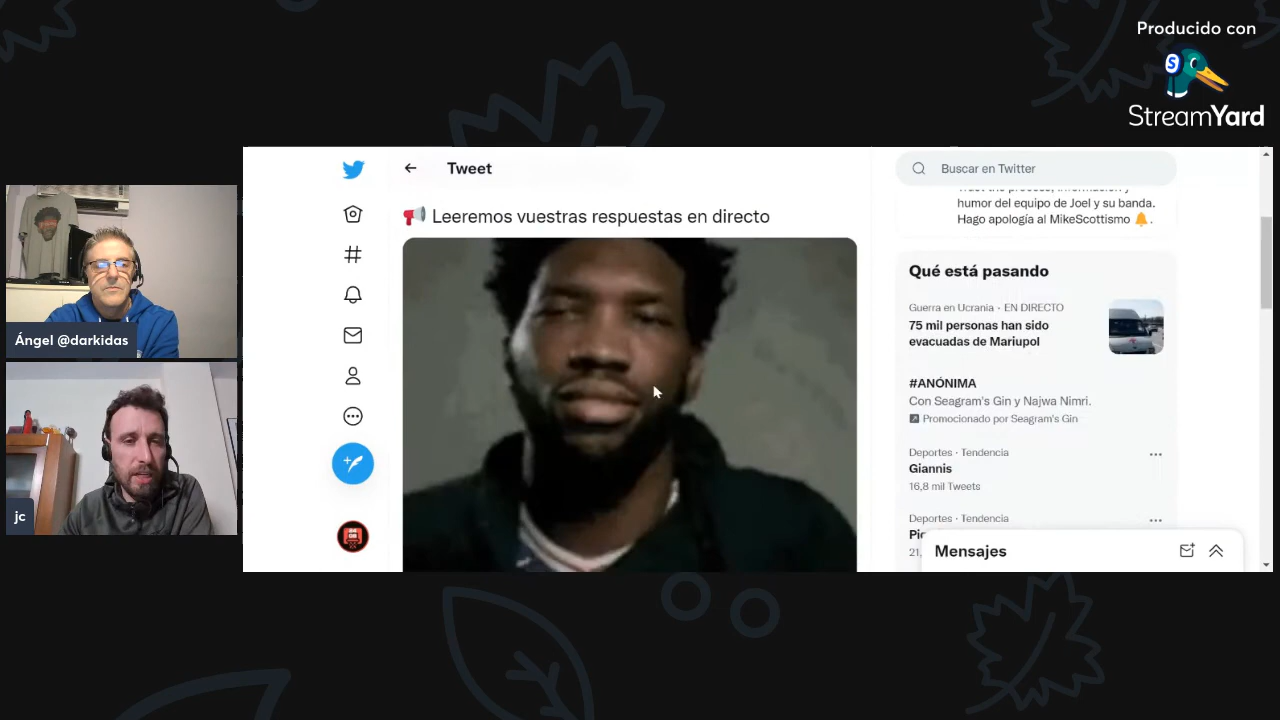 Producido con
StreamYard
Ángel @darkidas
jc
Tweet
📢 Leeremos vuestras respuestas en directo
Buscar en Twitter
humor del equipo de Joel y su banda.
Hago apología al MikeScottismo 🔔.
Qué está pasando
Guerra en Ucrania · EN DIRECTO
75 mil personas han sido
evacuadas de Mariupol
#ANÓNIMA
Con Seagram's Gin y Najwa Nimri.
Promocionado por Seagram's Gin
Deportes · Tendencia
Giannis
16,8 mil Tweets
Deportes · Tendencia
Mensajes